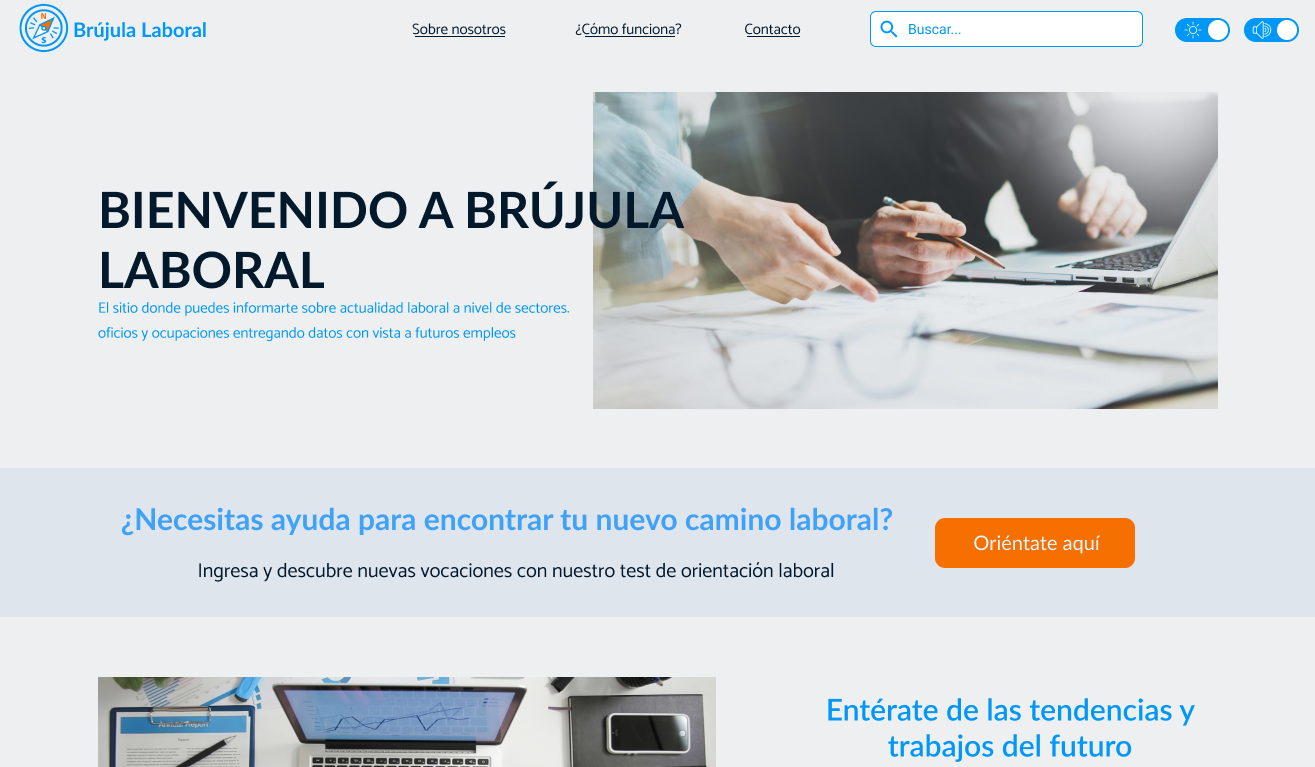 N
S
Brújula Laboral
Sobre nosotros
¿Cómo funciona?
Contacto
Buscar...
BIENVENIDO A BRÚJULA
LABORAL
El sitio donde puedes informarte sobre actualidad laboral a nivel de sectores.
oficios y ocupaciones entregando datos con vista a futuros empleos
¿Necesitas ayuda para encontrar tu nuevo camino laboral?
Ingresa y descubre nuevas vocaciones con nuestro test de orientación laboral
Oriéntate aquí
Annual Report
Entérate de las tendencias y
trabajos del futuro